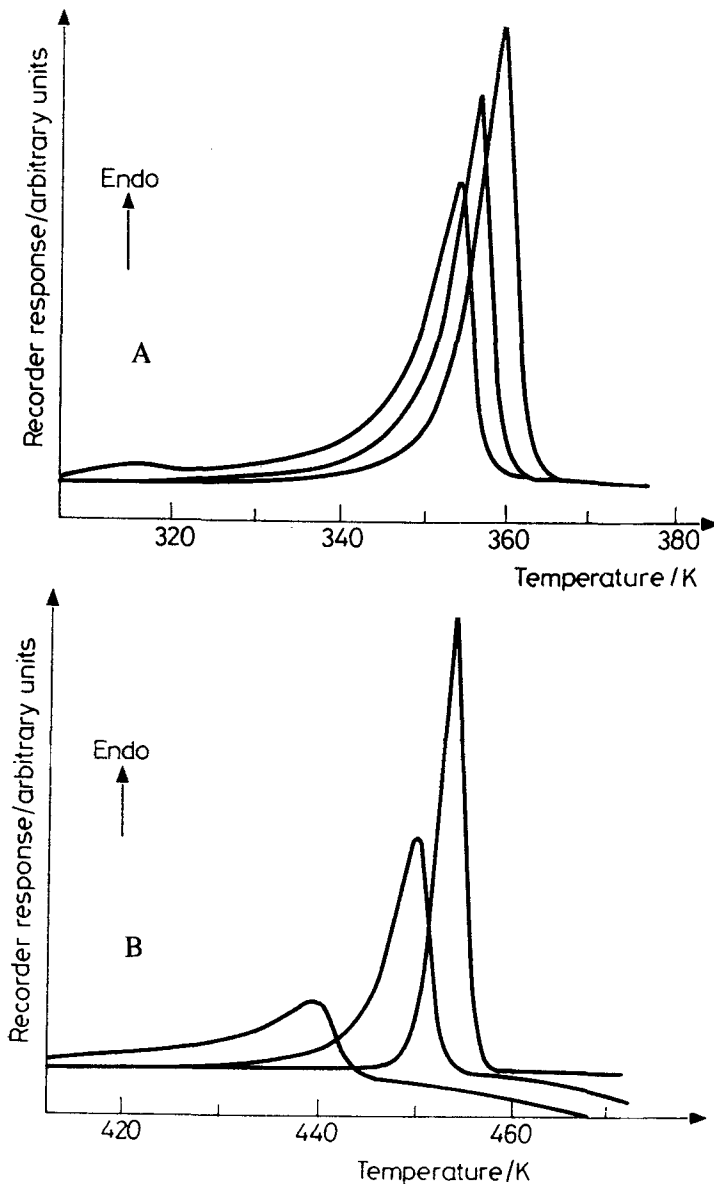 Recorder response/arbitrary units
Endo
A
320
340
360
380
Temperature/K
Recorder response/arbitrary units
Endo
B
420
440
460
Temperature/K